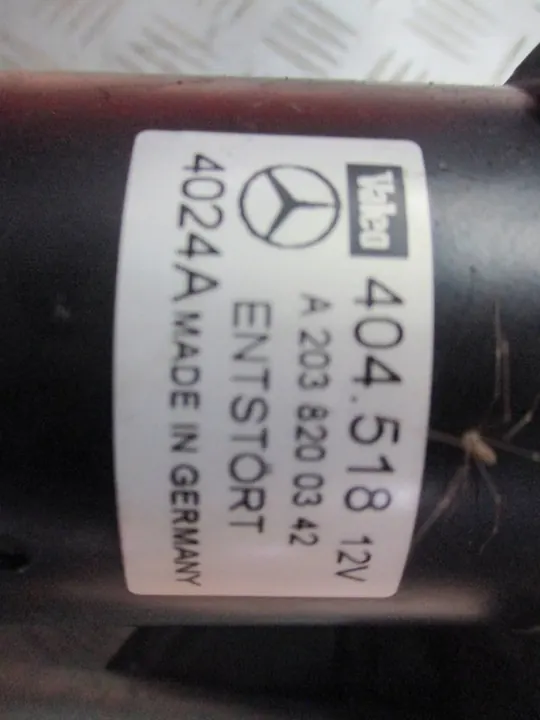 Valeo 404.518 12V
A 203 820 03 42
ENTSTÖRT
4024A MADE IN GERMANY